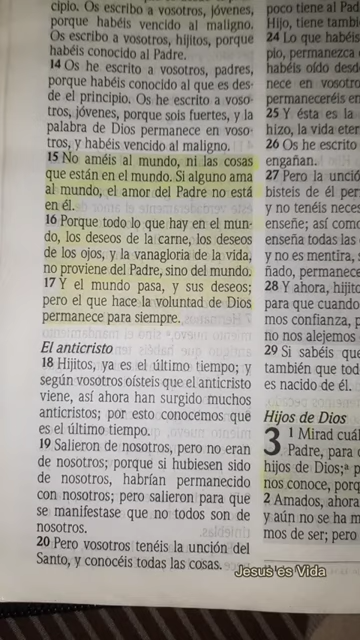 cipio. Os escribo a vosotros, jóvenes,
porque habéis vencido al maligno.
Os escribo a vosotros, hijitos, porque
habéis conocido al Padre.
14 Os he escrito a vosotros, padres,
porque habéis conocido al que es des-
de el principio. Os he escrito a voso-
tros, jóvenes, porque sois fuertes, y la
palabra de Dios permanece en voso-
tros, y habéis vencido al maligno.
15 No améis al mundo, ni las cosas
que están en el mundo. Si alguno ama
al mundo, el amor del Padre no está
en él.
16 Porque todo lo que hay en el mun-
do, los deseos de la carne, los deseos
de los ojos, y la vanagloria de la vida,
no proviene del Padre, sino del mundo.
17 Y el mundo pasa, y sus deseos;
pero el que hace la voluntad de Dios
permanece para siempre.
El anticristo
18 Hijitos, ya es el último tiempo; y
según vosotros oísteis que el anticristo
viene, así ahora han surgido muchos
anticristos; por esto conocemos que
es el último tiempo.
19 Salieron de nosotros, pero no eran
de nosotros; porque si hubiesen sido
de nosotros, habrían permanecido
con nosotros; pero salieron para que
se manifestase que no todos son de
nosotros.
20 Pero vosotros tenéis la unción del
Santo, y conocéis todas las cosas.
poco tiene al Pad
Hijo, tiene tambi
24 Lo que habéis
pio, permanezca
habéis oído desd
nece en vosotros
permaneceréis en
25 Y ésta es la
hizo, la vida eter
26 Os he escrito
engañan.
27 Pero la unció
bisteis de él per
y no tenéis neces
enseñe; así como
enseña todas las
y no es mentira,
ñado, permanece
28 Y ahora, hijito
para que cuando
mos confianza, p
no nos alejemos
29 Si sabéis que
también que tod
es nacido de él.
Hijos de Dios
3 1 Mirad cuál
Padre, para
hijos de Dios;a p
nos conoce, porq
2 Amados, ahora
y aún no se ha m
mos de ser; pero
Jesus es Vida